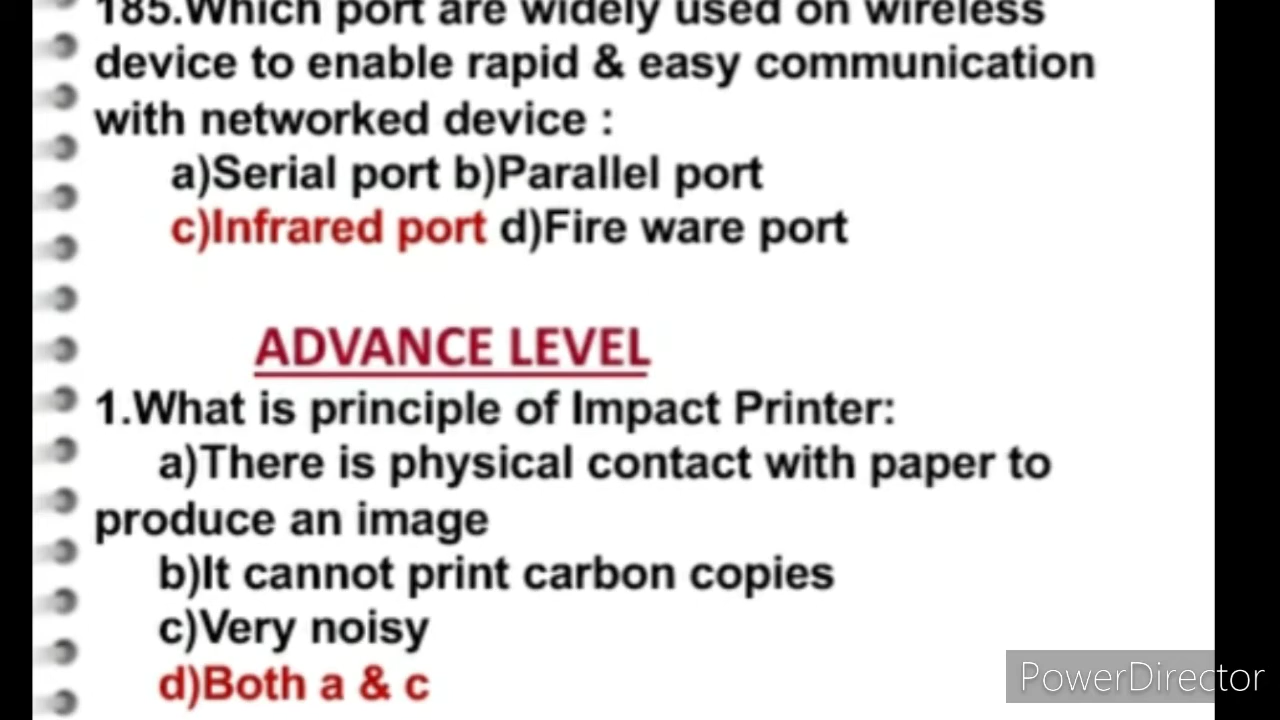 185.Which port are widely used on wireless
device to enable rapid & easy communication
with networked device :
a)Serial port b)Parallel port
c)Infrared port d)Fire ware port
ADVANCE LEVEL
1.What is principle of Impact Printer:
a)There is physical contact with paper to
produce an image
b)It cannot print carbon copies
c)Very noisy
d)Both a & c
PowerDirector